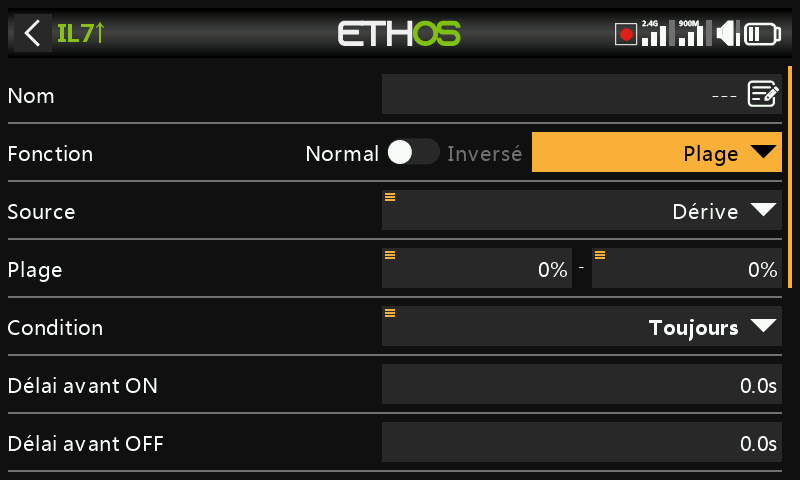 IL7↑ ETHOS 2.4G 900M
Nom ---
Fonction Normal Inversé Plage
Source Dérive
Plage 0% - 0%
Condition Toujours
Délai avant ON 0.0s
Délai avant OFF 0.0s